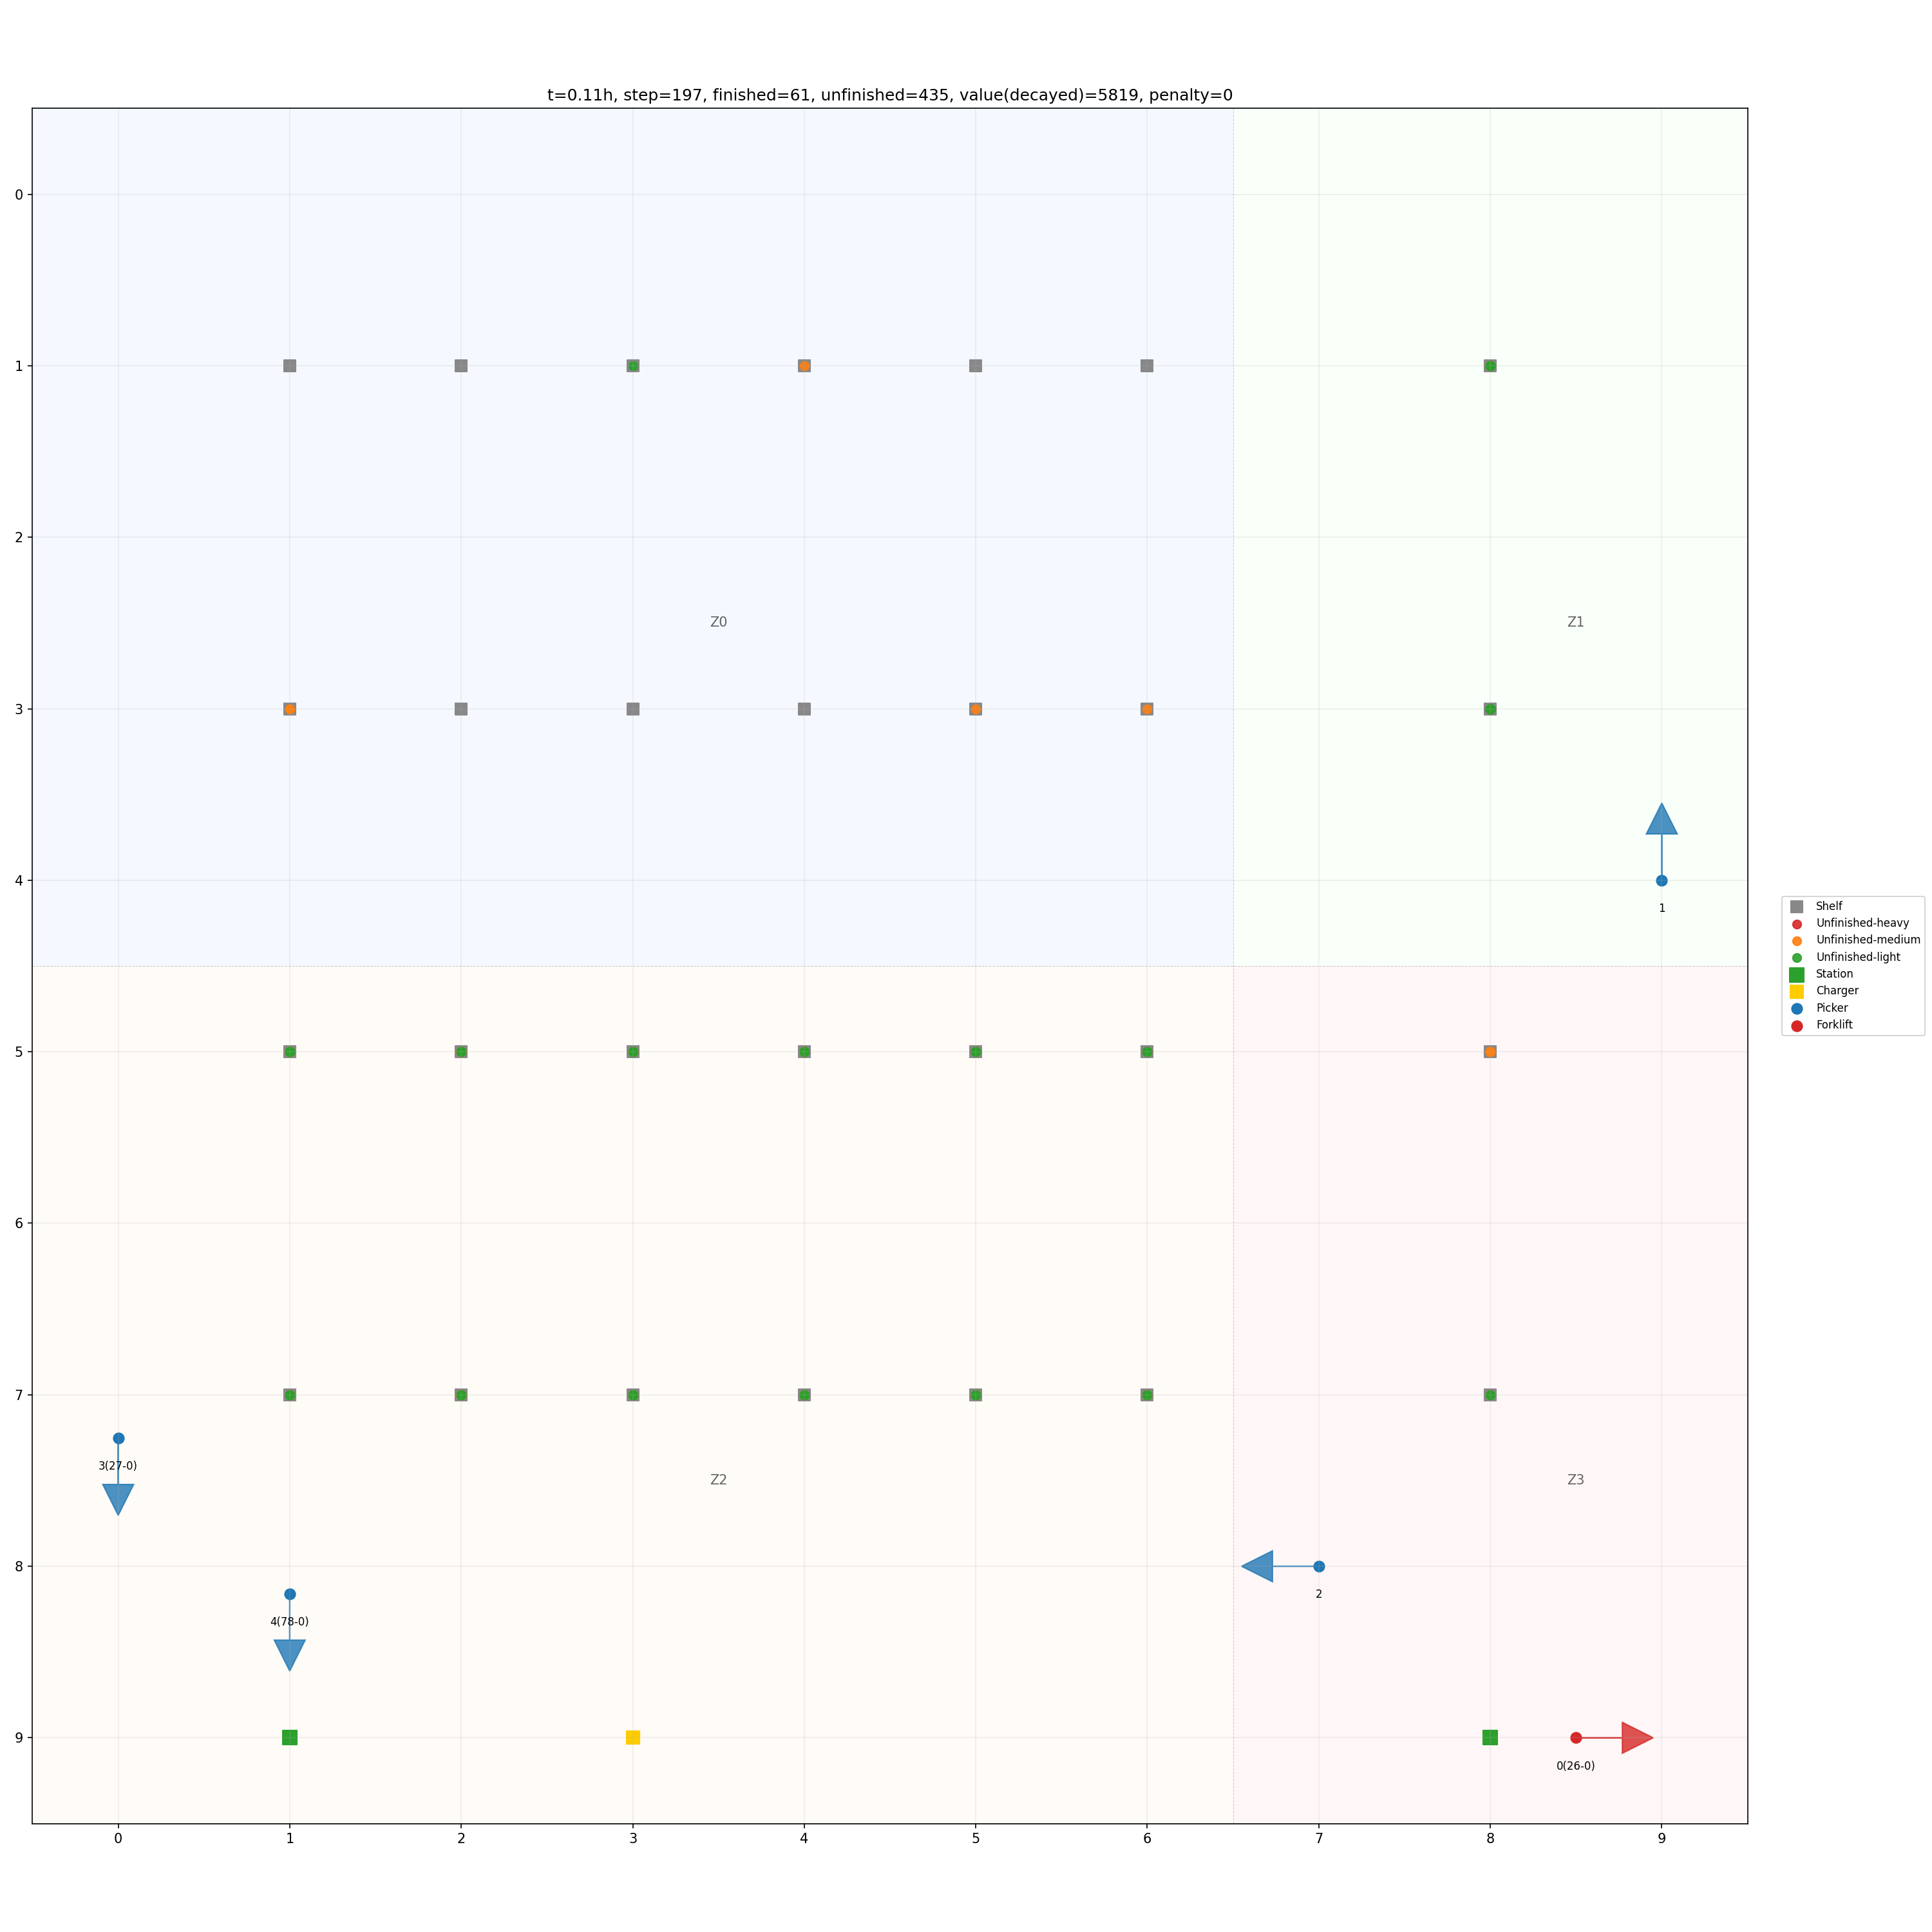 t=0.11h, step=197, finished=61, unfinished=435, value(decayed)=5819, penalty=0
0
1
2
Z0
Z1
3
4
1
Shelf
Unfinished-heavy
Unfinished-medium
Unfinished-light
Station
Charger
Picker
Forklift
5
6
7
3(27-0)
Z2
Z3
8
4(78-0)
2
9
0(26-0)
0
1
2
3
4
5
6
7
8
9